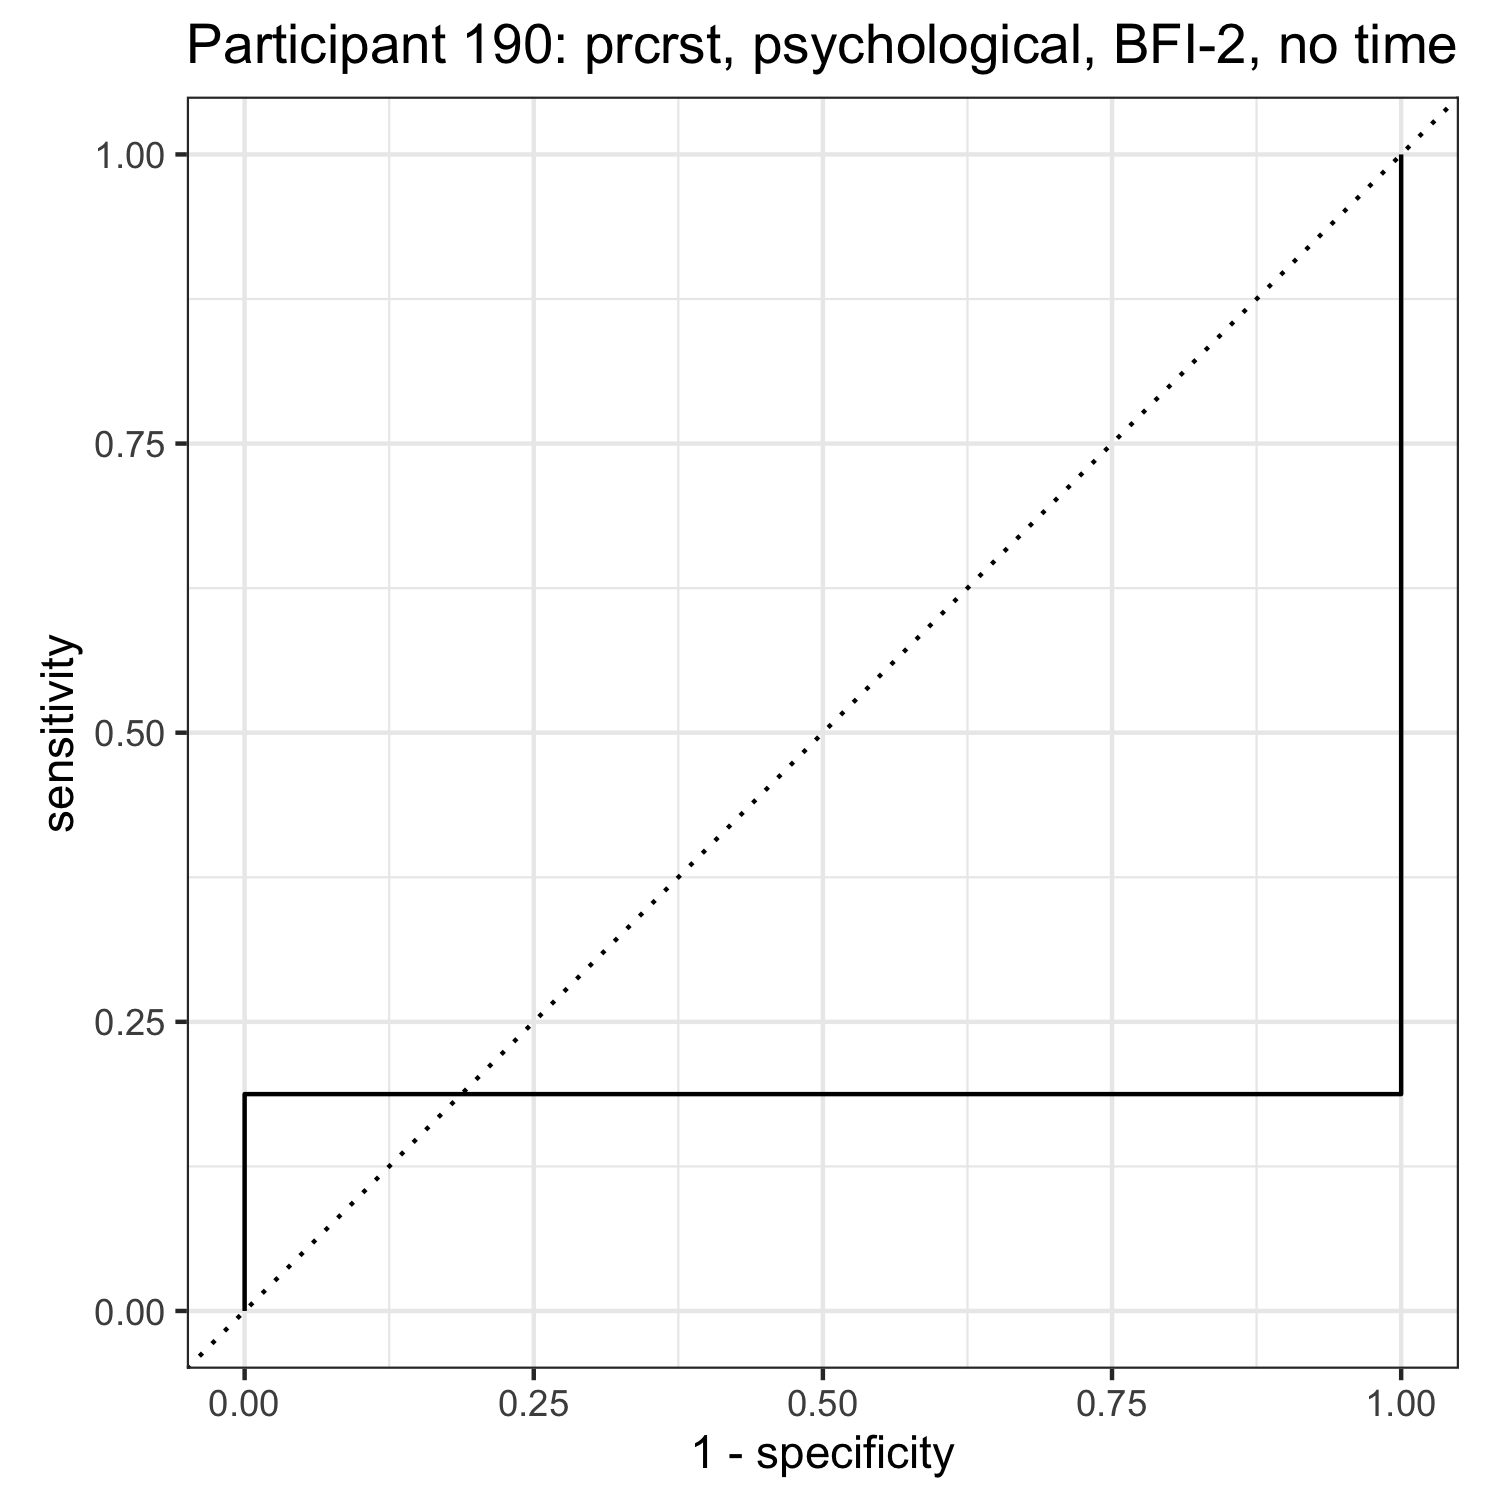 Participant 190: prcrst, psychological, BFI-2, no time
1.00
0.75
0.50
0.25
0.00
sensitivity
0.00 0.25 0.50 0.75 1.00
1 - specificity